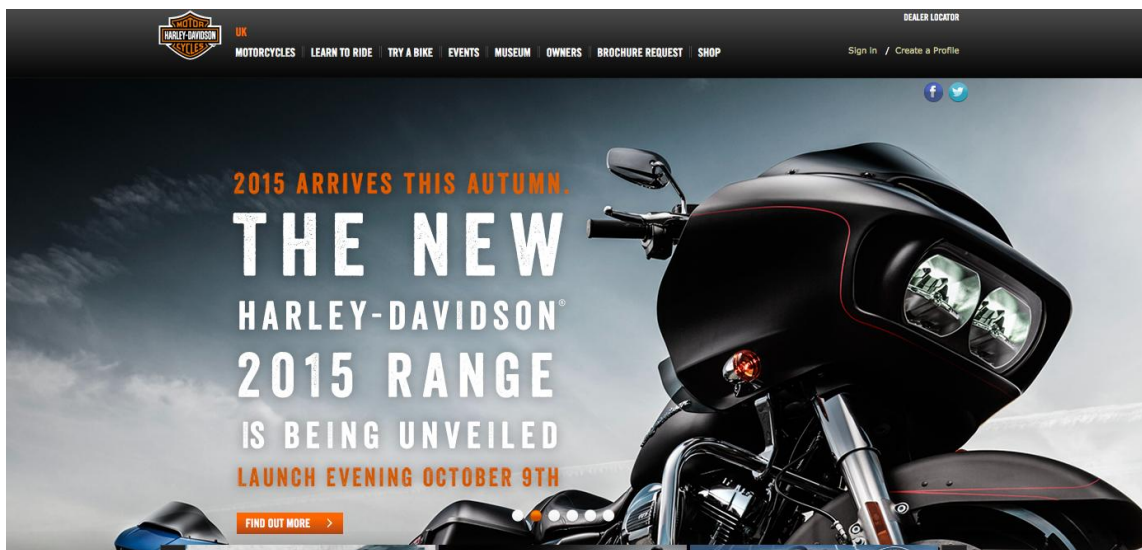 MOTOR
HARLEY-DAVIDSON
CYCLES
UK
DEALER LOCATOR
MOTORCYCLES LEARN TO RIDE TRY A BIKE EVENTS MUSEUM OWNERS BROCHURE REQUEST SHOP
Sign In / Create a Profile
2015 ARRIVES THIS AUTUMN.
THE NEW
HARLEY-DAVIDSON®
2015 RANGE
IS BEING UNVEILED
LAUNCH EVENING OCTOBER 9TH
FIND OUT MORE >